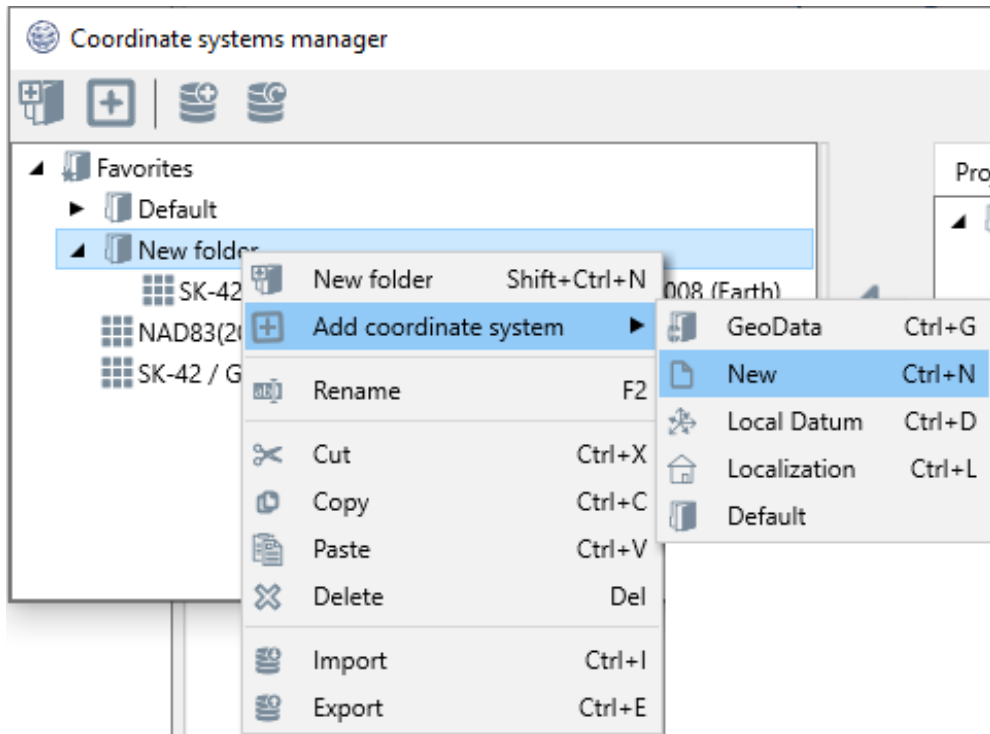 Coordinate systems manager
Favorites
Default
New folder
SK-42
008 (Earth)
NAD83(20
SK-42 / G
Pro
New folder Shift+Ctrl+N
Add coordinate system
Rename F2
Cut Ctrl+X
Copy Ctrl+C
Paste Ctrl+V
Delete Del
Import Ctrl+I
Export Ctrl+E
GeoData Ctrl+G
New Ctrl+N
Local Datum Ctrl+D
Localization Ctrl+L
Default